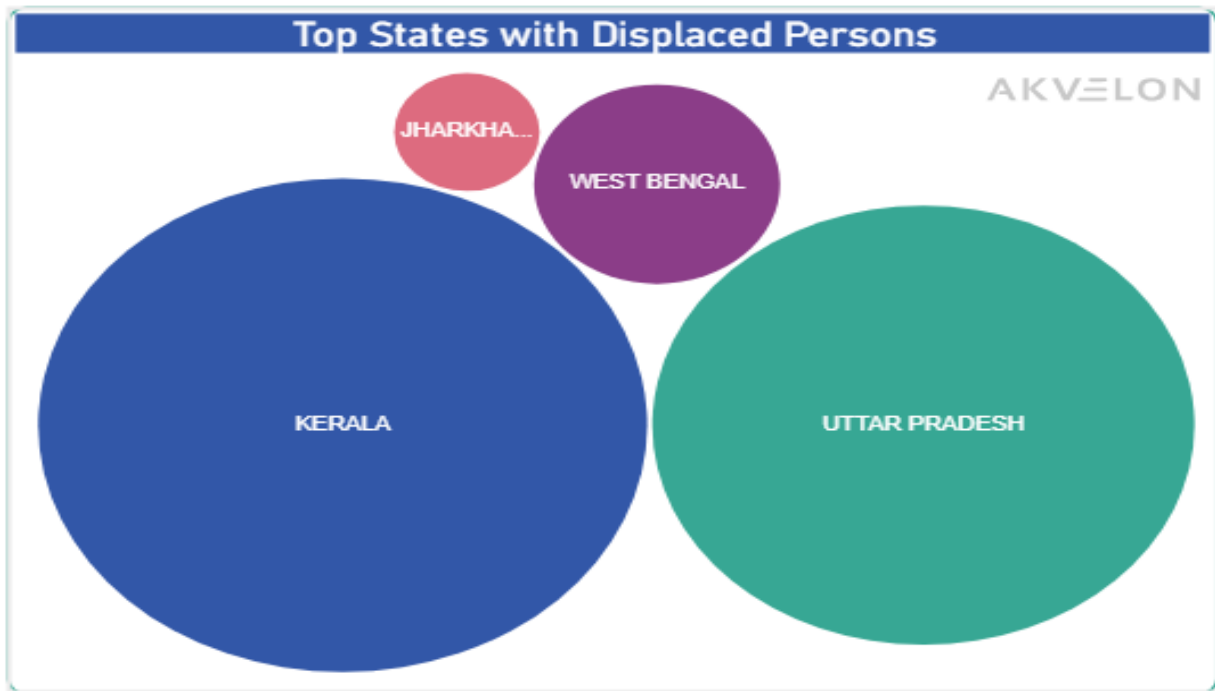 Top States with Displaced Persons
AKVELON
JHARKHA...
WEST BENGAL
KERALA
UTTAR PRADESH